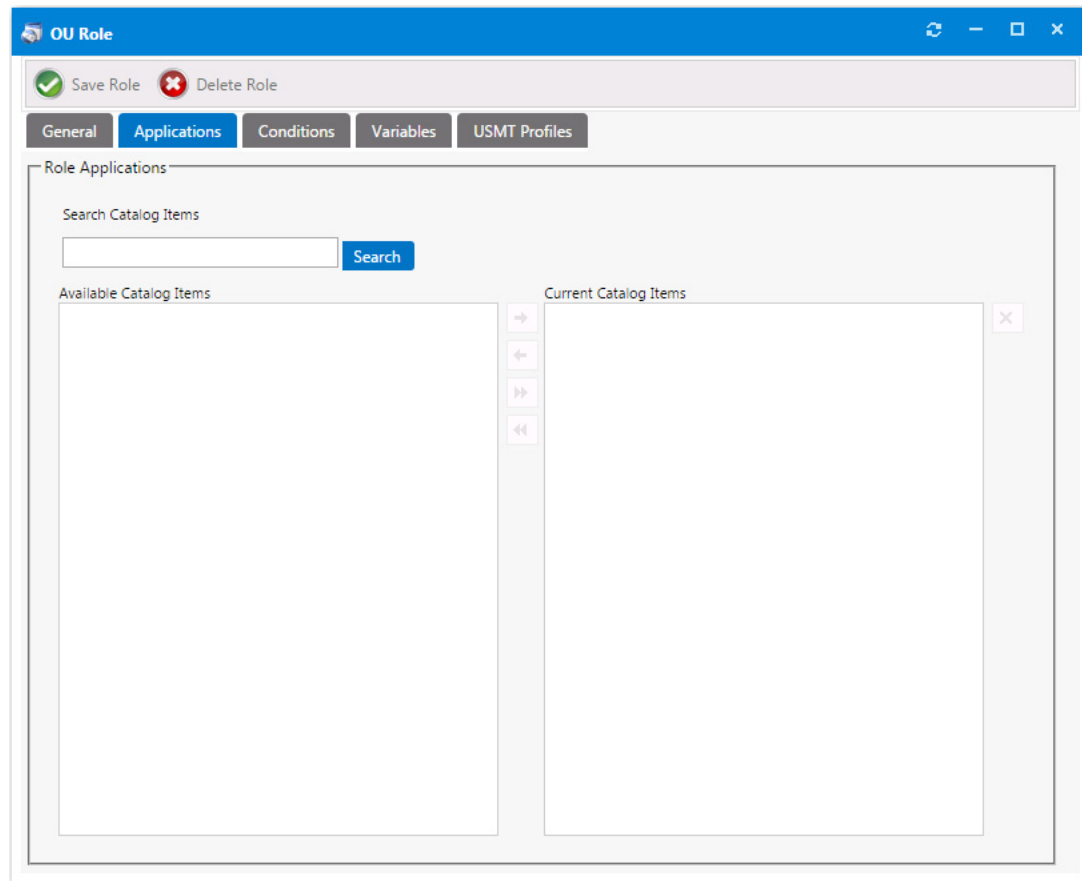 OU Role
Save Role Delete Role
General Applications Conditions Variables USMT Profiles
Role Applications
Search Catalog Items
Search
Available Catalog Items Current Catalog Items